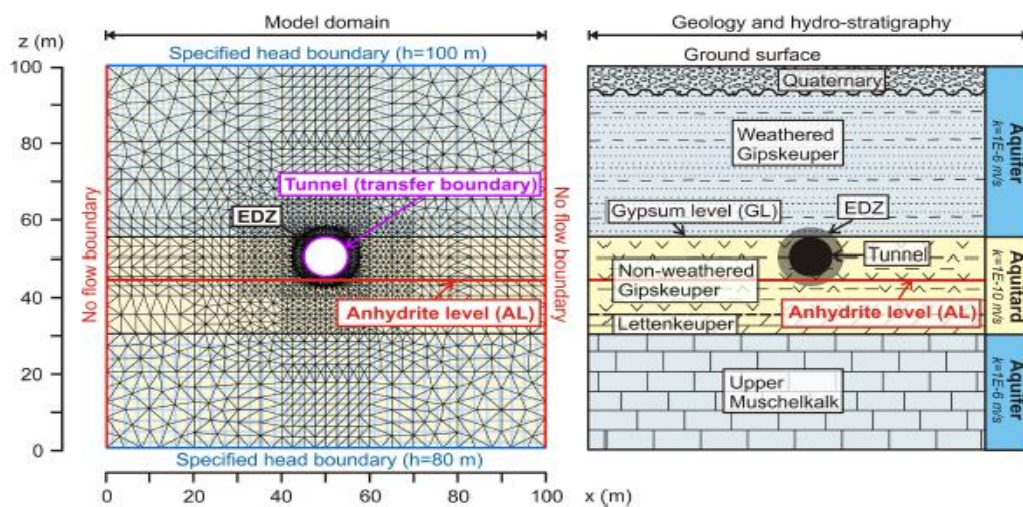 Model domain
Geology and hydro-stratigraphy
z (m)
Specified head boundary (h=100 m)
Ground surface
100
80
60
40
20
0
No flow boundary
Tunnel (transfer boundary)
EDZ
Anhydrite level (AL)
No flow boundary
Specified head boundary (h=80 m)
0 20 40 60 80 100 x (m)
Quaternary
Weathered
Gipskeuper
Gypsum level (GL)
EDZ
Tunnel
Non-weathered
Gipskeuper
Anhydrite level (AL)
Lettenkeuper
Upper
Muschelkalk
Aquifer
k=1E-6 m/s
Aquitard
k=1E-10 m/s
Aquifer
k=1E-6 m/s